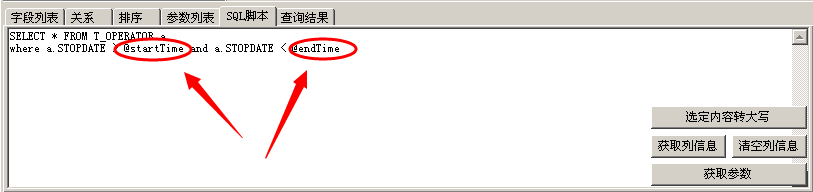 字段列表 关系 排序 参数列表 SQL脚本 查询结果
SELECT * FROM T_OPERATOR a
where a.STOPDATE > @startTime and a.STOPDATE < @endTime
选定内容转大写
获取列信息 清空列信息
获取参数